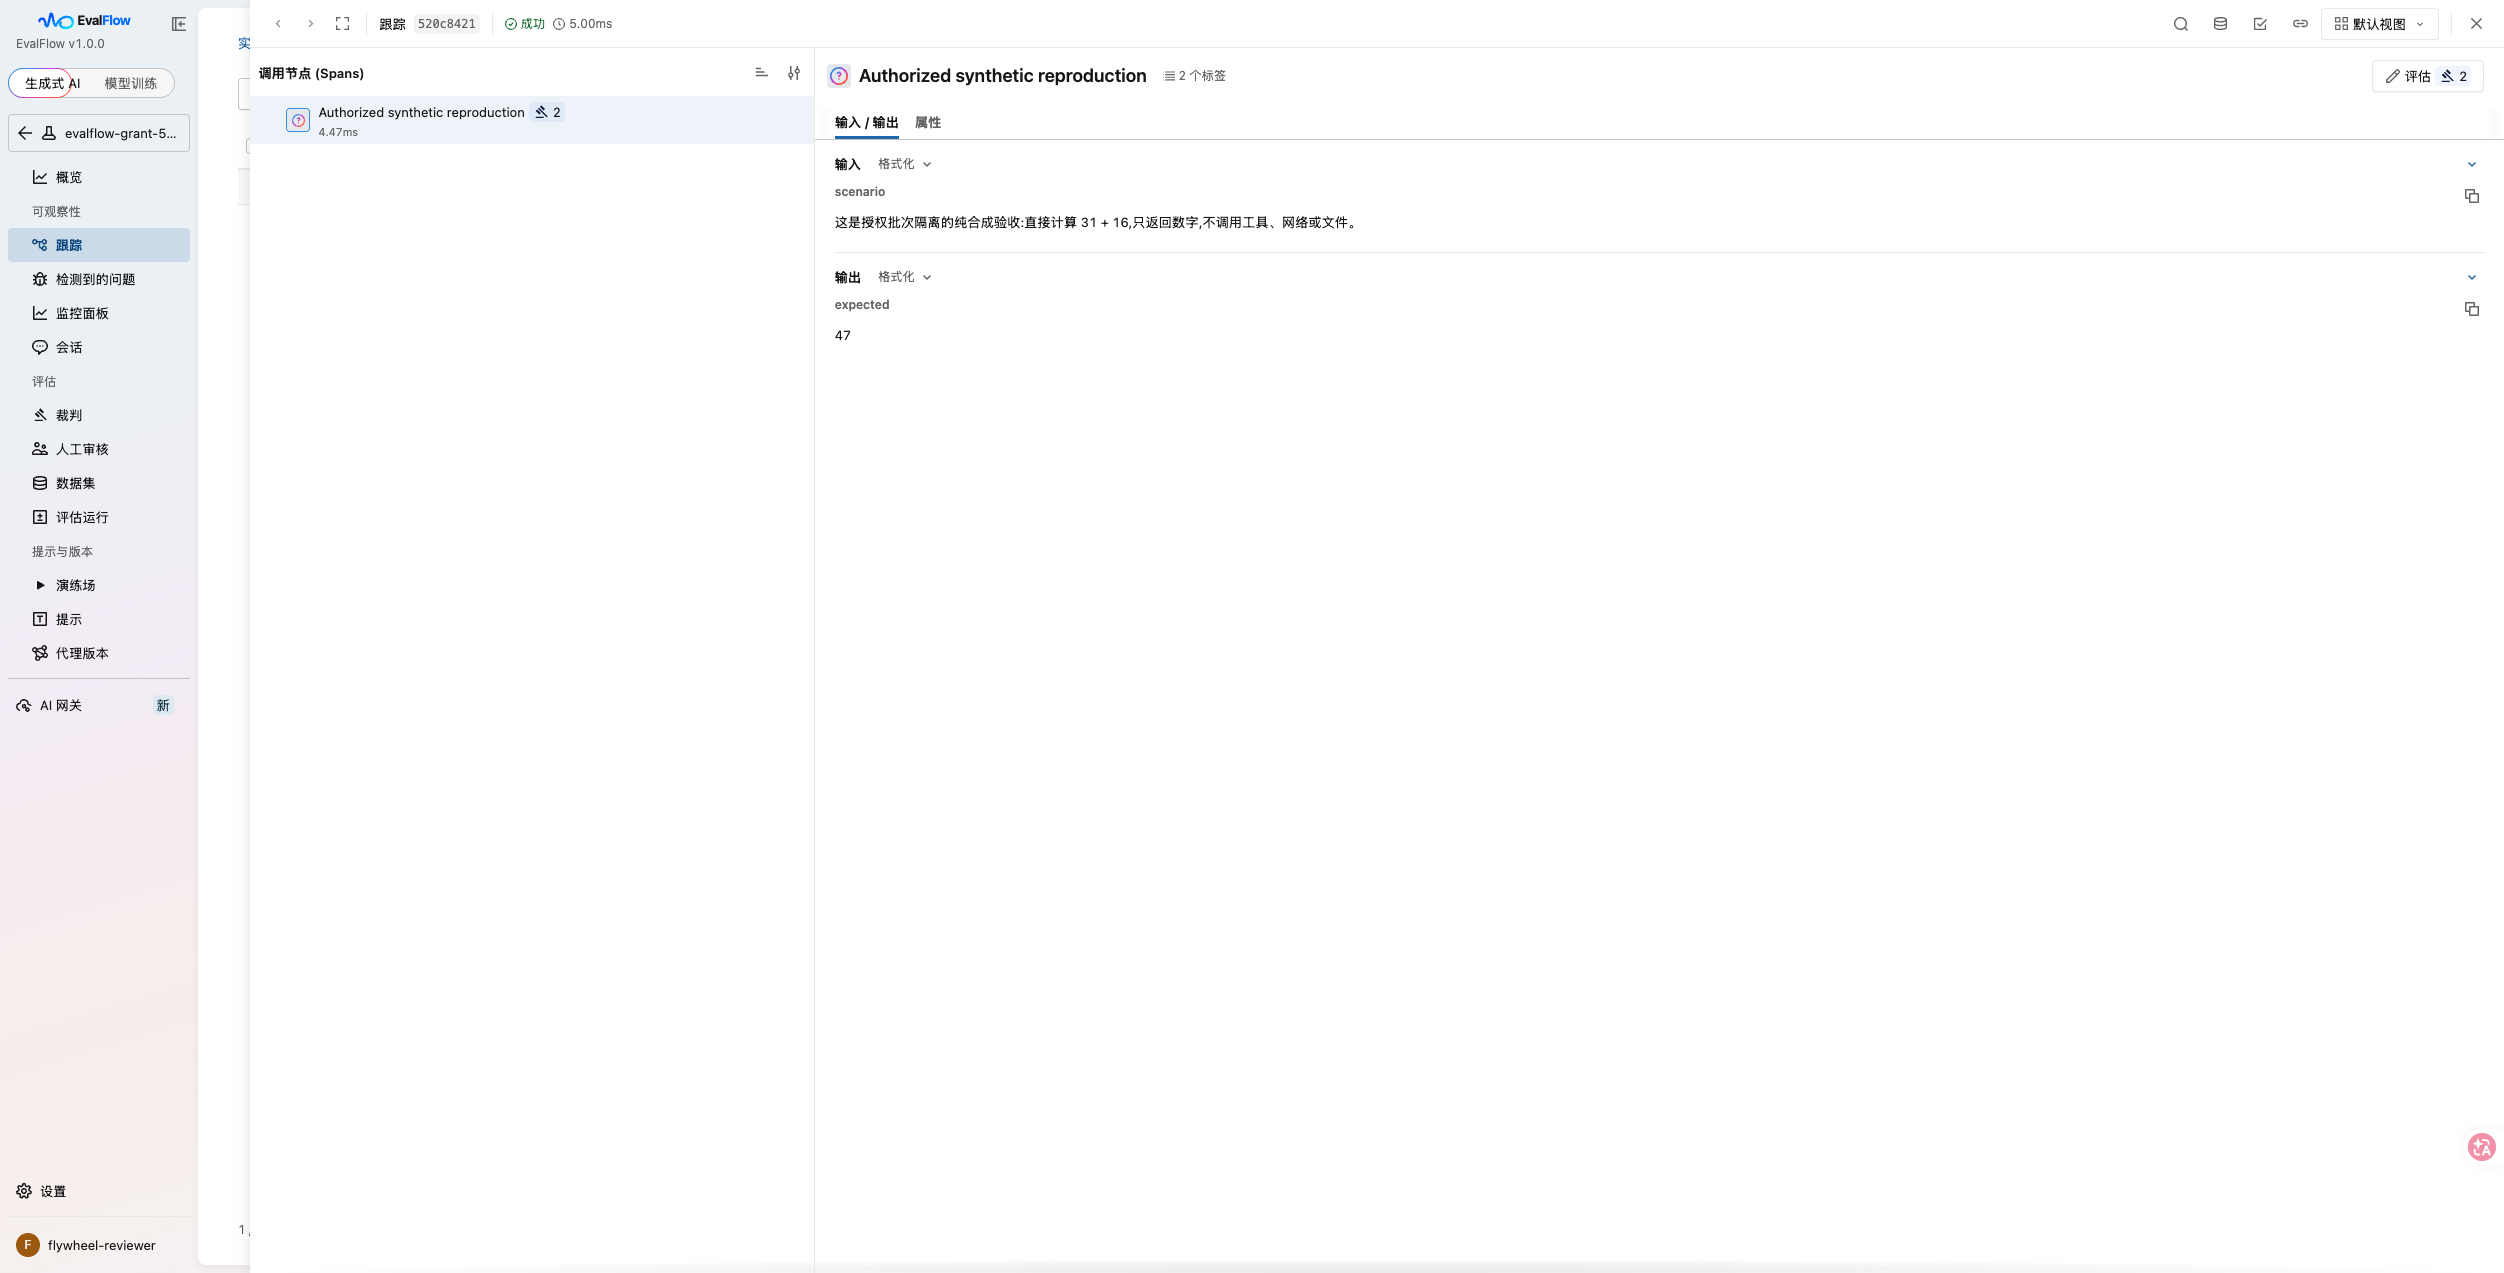 EvalFlow
EvalFlow v1.0.0
生成式 AI
模型训练
evalflow-grant-5...
概览
可观察性
跟踪
检测到的问题
监控面板
会话
评估
裁判
人工审核
数据集
评估运行
提示与版本
演练场
提示
代理版本
AI 网关
新
设置
F
flywheel-reviewer
跟踪 520c8421 成功 5.00ms
默认视图
调用节点 (Spans)
Authorized synthetic reproduction 2
4.47ms
Authorized synthetic reproduction 2 个标签
评估 2
输入 / 输出 属性
输入 格式化
scenario
这是授权批次隔离的纯合成验收:直接计算 31 + 16,只返回数字,不调用工具、网络或文件。
输出 格式化
expected
47